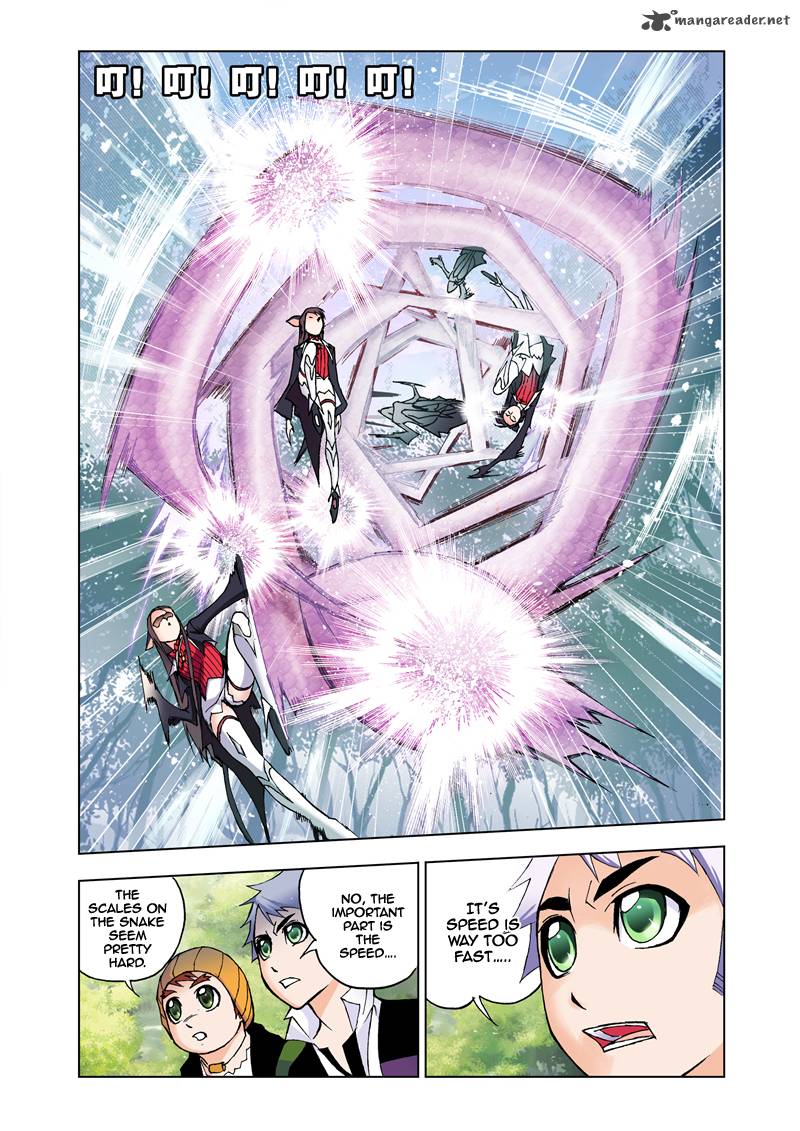 mangareader.net
叮! 叮! 叮! 叮! 叮!
THE
SCALES ON
THE SNAKE
SEEM
PRETTY
HARD.
NO, THE
IMPORTANT
PART IS
THE
SPEED....
IT'S
SPEED IS
WAY TOO
FAST.....